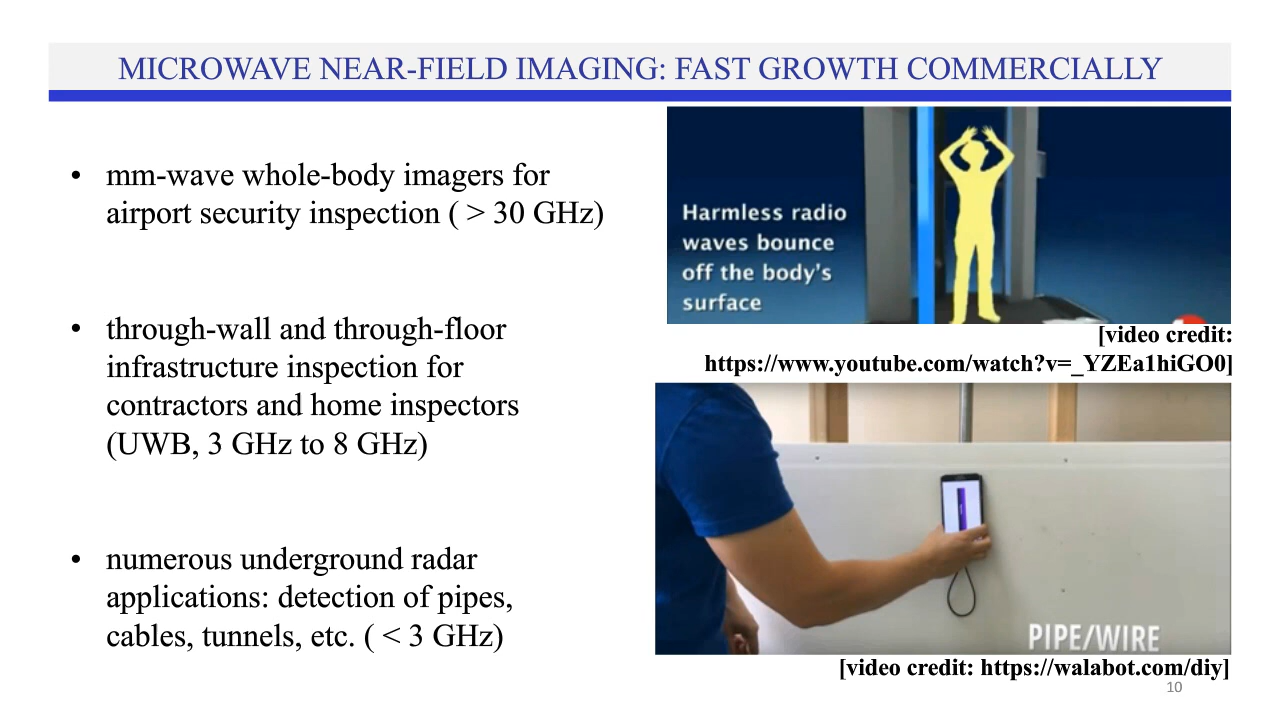 MICROWAVE NEAR-FIELD IMAGING: FAST GROWTH COMMERCIALLY
• mm-wave whole-body imagers for
airport security inspection ( > 30 GHz)
• through-wall and through-floor
infrastructure inspection for
contractors and home inspectors
(UWB, 3 GHz to 8 GHz)
• numerous underground radar
applications: detection of pipes,
cables, tunnels, etc. ( < 3 GHz)
Harmless radio
waves bounce
off the body's
surface
[video credit:
https://www.youtube.com/watch?v=_YZEa1hiGO0]
PIPE/WIRE
[video credit: https://walabot.com/diy]
10